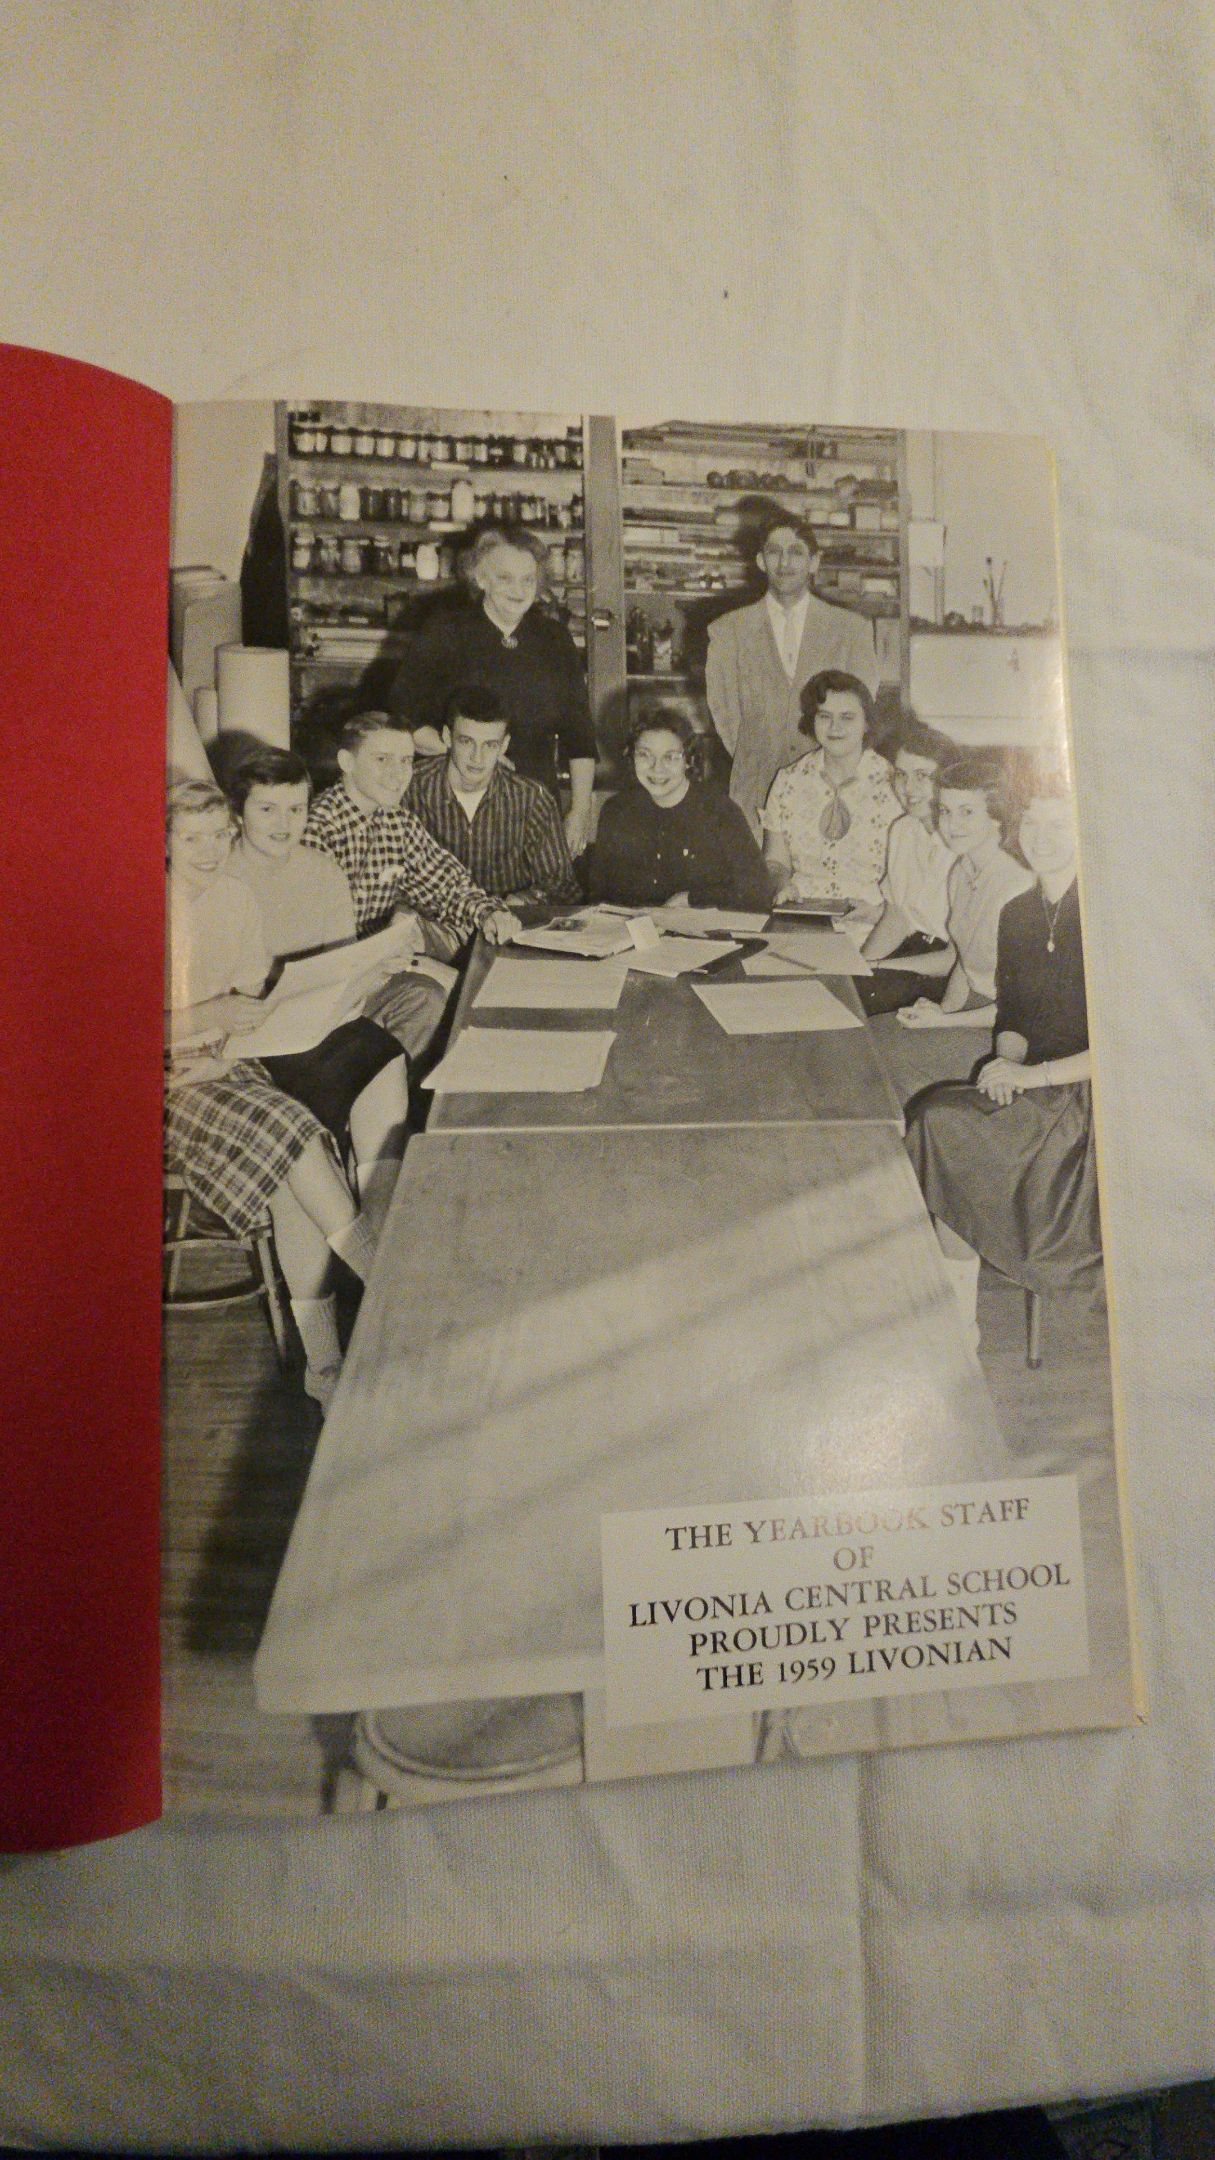 THE YEARBOOK STAFF
OF
LIVONIA CENTRAL SCHOOL
PROUDLY PRESENTS
THE 1959 LIVONIAN